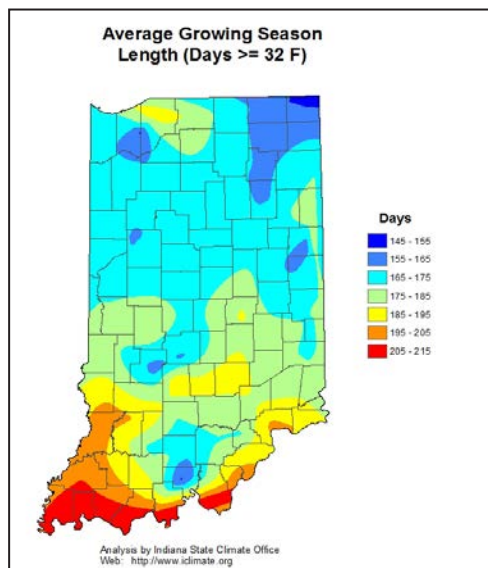 Average Growing Season
Length (Days >= 32 F)
Days
145 - 155
155 - 165
165 - 175
175 - 185
185 - 195
195 - 205
205 - 215
Analysis by Indiana State Climate Office
Web: http://www.iclimate.org